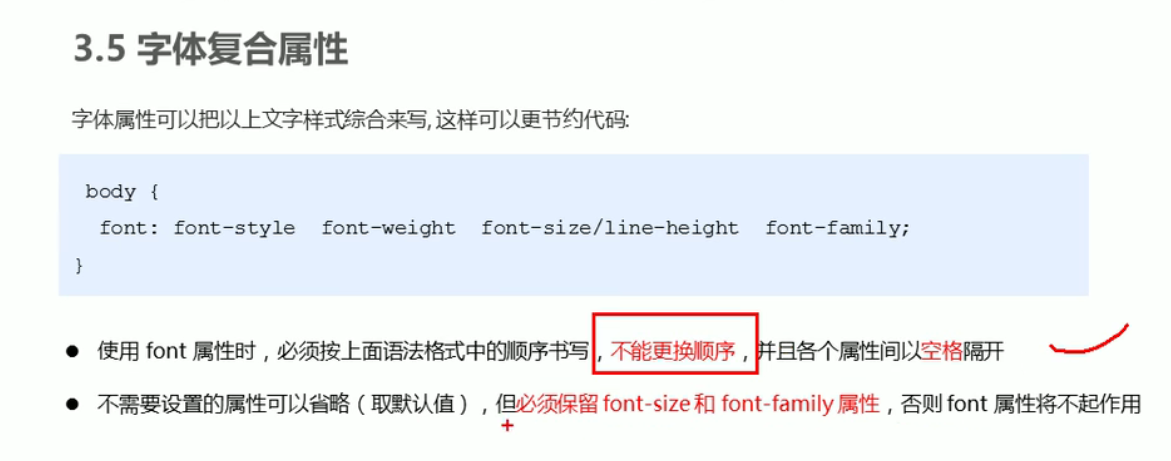 3.5 字体复合属性
字体属性可以把以上文字样式综合来写, 这样可以更节约代码:
body {
font: font-style font-weight font-size/line-height font-family;
}
● 使用 font 属性时，必须按上面语法格式中的顺序书写，不能更换顺序，并且各个属性间以空格隔开
● 不需要设置的属性可以省略（取默认值），但必须保留 font-size 和 font-family 属性，否则 font 属性将不起作用